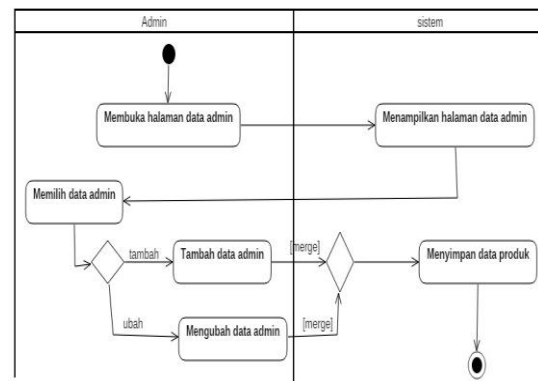 Admin
sistem
Membuka halaman data admin
Menampilkan halaman data admin
Memilih data admin
tambah
Tambah data admin
[merge]
Menyimpan data produk
ubah
Mengubah data admin
[merge]